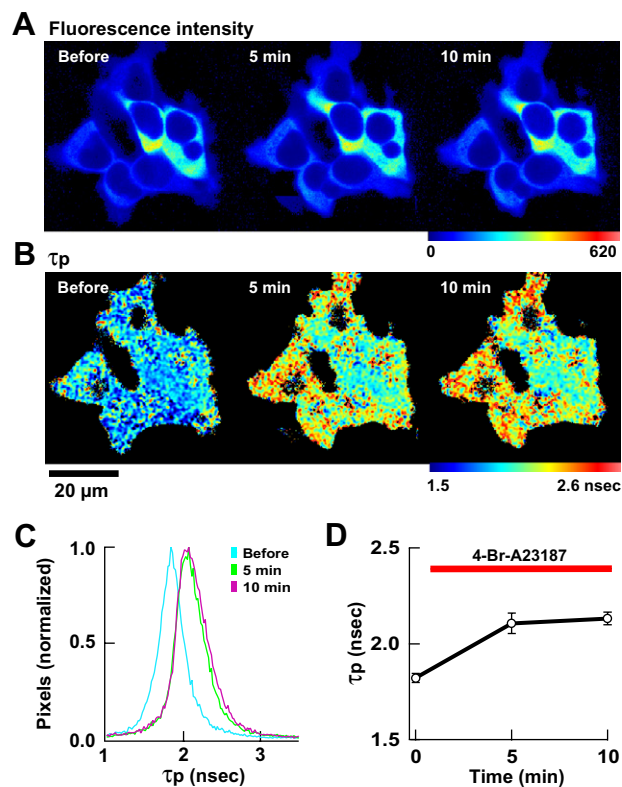 A Fluorescence intensity
Before 5 min 10 min
0 620
B τp
Before 5 min 10 min
20 μm
1.5 2.6 nsec
C
Before
5 min
10 min
Pixels (normalized)
1.0
0.5
0
1 2 3
τp (nsec)
D
4-Br-A23187
τp (nsec)
2.5
2.0
1.5
0 5 10
Time (min)